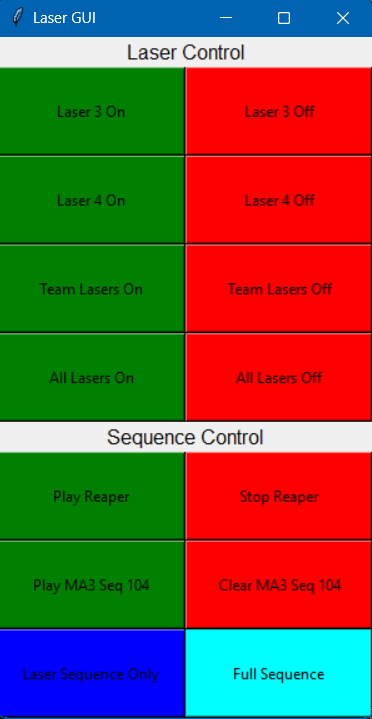 Laser GUI
Laser Control
Laser 3 On
Laser 3 Off
Laser 4 On
Laser 4 Off
Team Lasers On
Team Lasers Off
All Lasers On
All Lasers Off
Sequence Control
Play Reaper
Stop Reaper
Play MA3 Seq 104
Clear MA3 Seq 104
Laser Sequence Only
Full Sequence